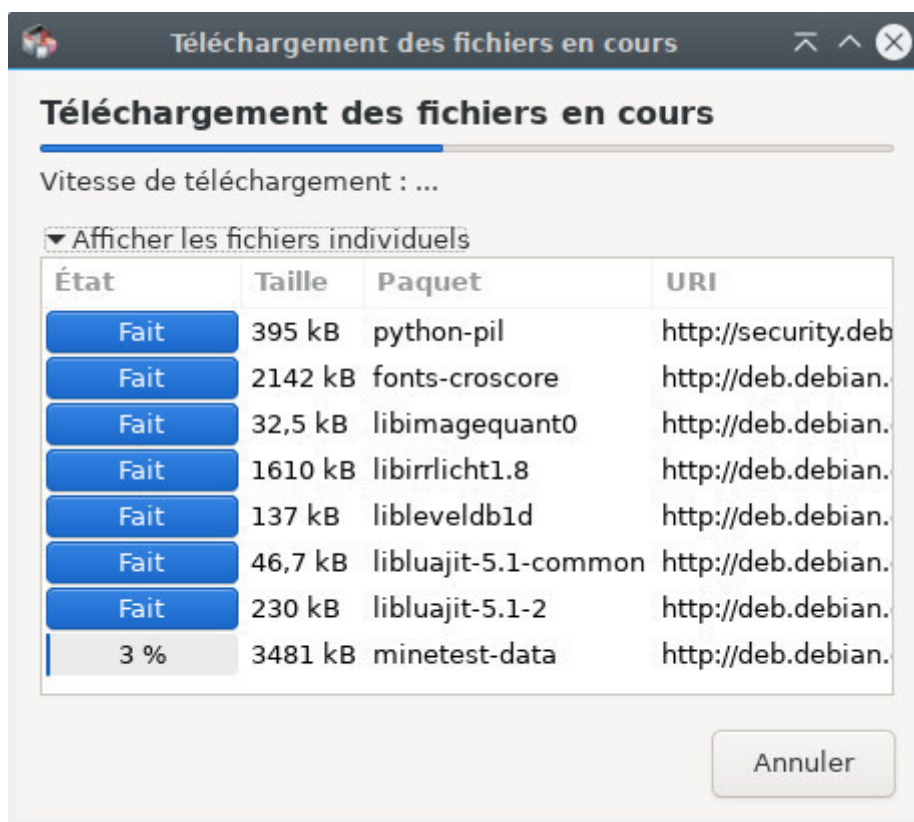 Téléchargement des fichiers en cours
Téléchargement des fichiers en cours
Vitesse de téléchargement : ...
Afficher les fichiers individuels
État Taille Paquet URI
Fait 395 kB python-pil http://security.deb
Fait 2142 kB fonts-croscore http://deb.debian.
Fait 32,5 kB libimagequant0 http://deb.debian.
Fait 1610 kB libirrlicht1.8 http://deb.debian.
Fait 137 kB libleveldb1d http://deb.debian.
Fait 46,7 kB libluajit-5.1-common http://deb.debian.
Fait 230 kB libluajit-5.1-2 http://deb.debian.
3 % 3481 kB minetest-data http://deb.debian.
Annuler